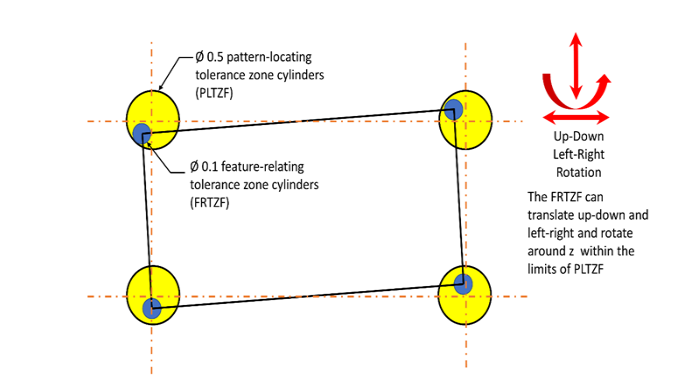 Ø 0.5 pattern-locating
tolerance zone cylinders
(PLTZF)
Ø 0.1 feature-relating
tolerance zone cylinders
(FRTZF)
Up-Down
Left-Right
Rotation
The FRTZF can
translate up-down and
left-right and rotate
around z within the
limits of PLTZF